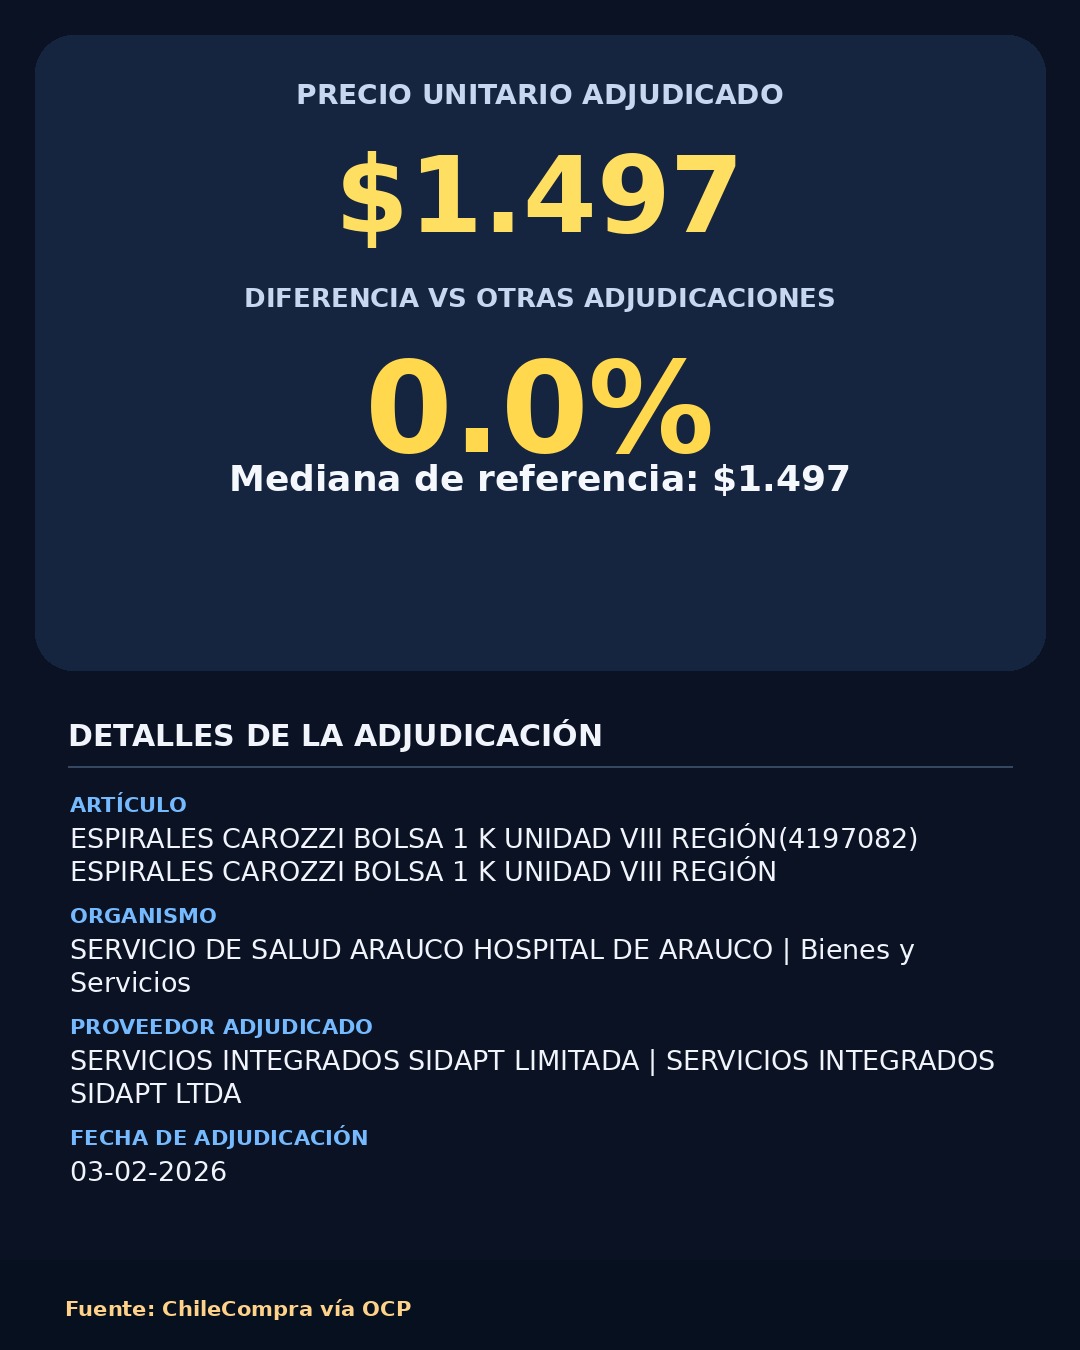 PRECIO UNITARIO ADJUDICADO
$1.497
DIFERENCIA VS OTRAS ADJUDICACIONES
0.0%
Mediana de referencia: $1.497
DETALLES DE LA ADJUDICACIÓN
ARTÍCULO
ESPIRALES CAROZZI BOLSA 1 K UNIDAD VIII REGIÓN(4197082)
ESPIRALES CAROZZI BOLSA 1 K UNIDAD VIII REGIÓN
ORGANISMO
SERVICIO DE SALUD ARAUCO HOSPITAL DE ARAUCO | Bienes y
Servicios
PROVEEDOR ADJUDICADO
SERVICIOS INTEGRADOS SIDAPT LIMITADA | SERVICIOS INTEGRADOS
SIDAPT LTDA
FECHA DE ADJUDICACIÓN
03-02-2026
Fuente: ChileCompra vía OCP